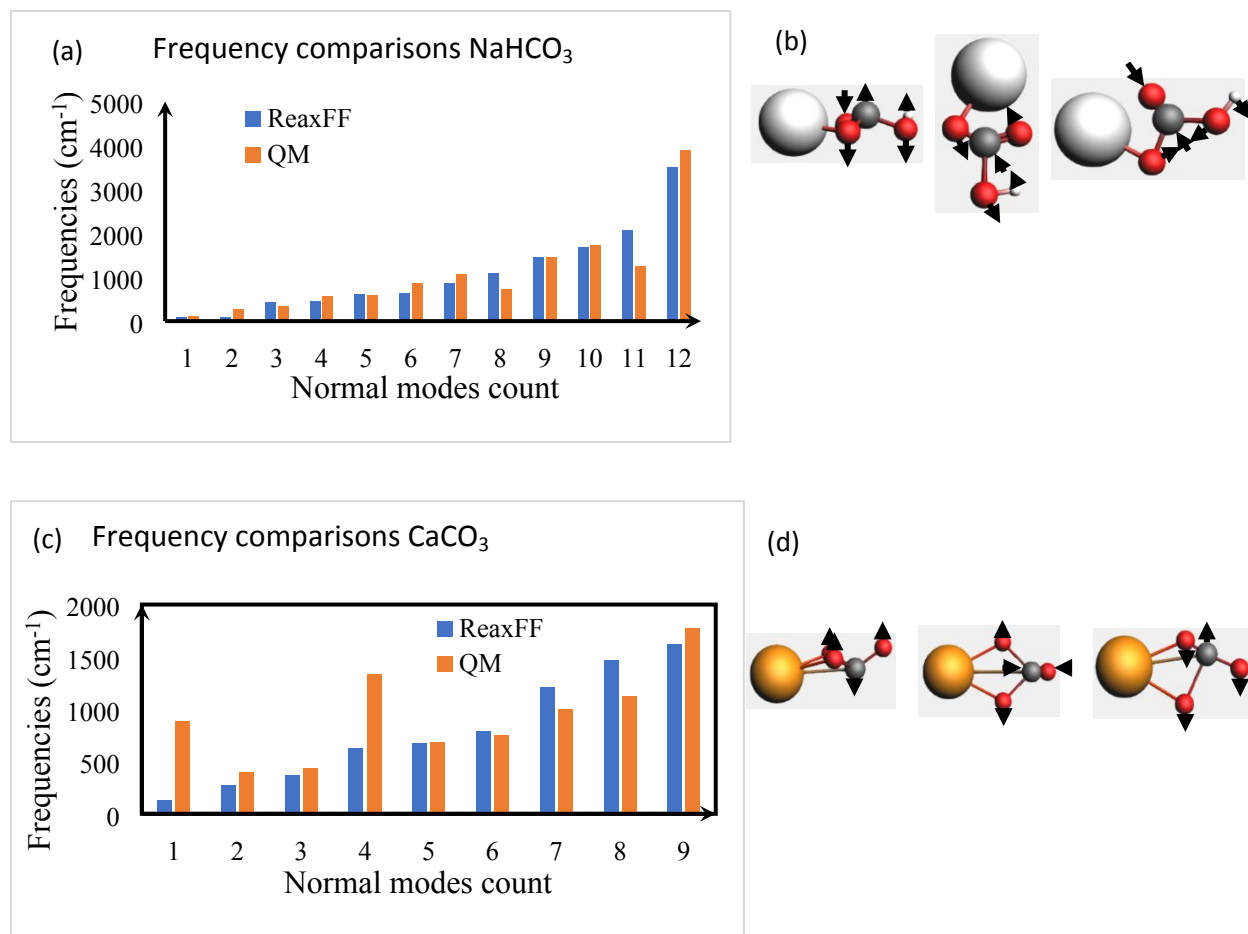 (a) Frequency comparisons NaHCO₃
Frequencies (cm⁻¹)
5000
4000
3000
2000
1000
0
ReaxFF
QM
1 2 3 4 5 6 7 8 9 10 11 12
Normal modes count
(b)
(c) Frequency comparisons CaCO₃
Frequencies (cm⁻¹)
2000
1500
1000
500
0
ReaxFF
QM
1 2 3 4 5 6 7 8 9
Normal modes count
(d)